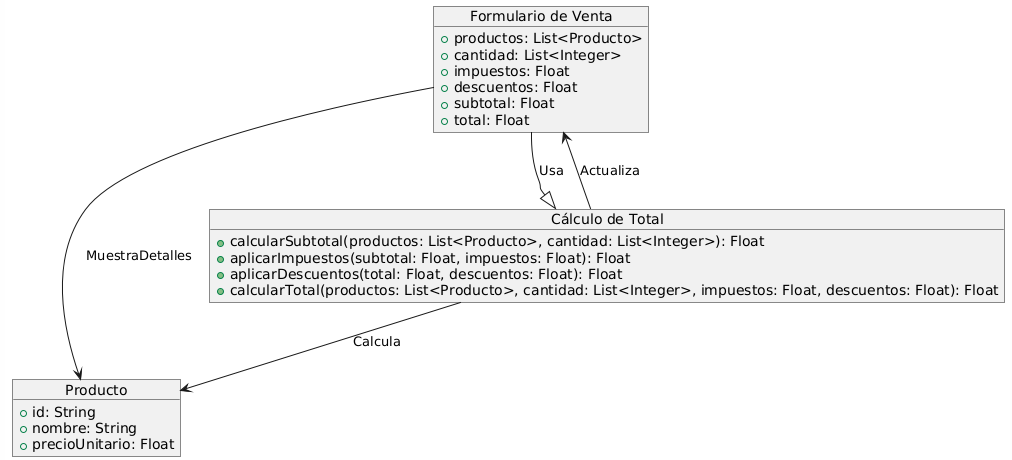 Formulario de Venta
productos: List<Producto>
cantidad: List<Integer>
impuestos: Float
descuentos: Float
subtotal: Float
total: Float
Usa
Actualiza
Cálculo de Total
calcularSubtotal(productos: List<Producto>, cantidad: List<Integer>): Float
aplicarImpuestos(subtotal: Float, impuestos: Float): Float
aplicarDescuentos(total: Float, descuentos: Float): Float
calcularTotal(productos: List<Producto>, cantidad: List<Integer>, impuestos: Float, descuentos: Float): Float
MuestraDetalles
Calcula
Producto
id: String
nombre: String
precioUnitario: Float